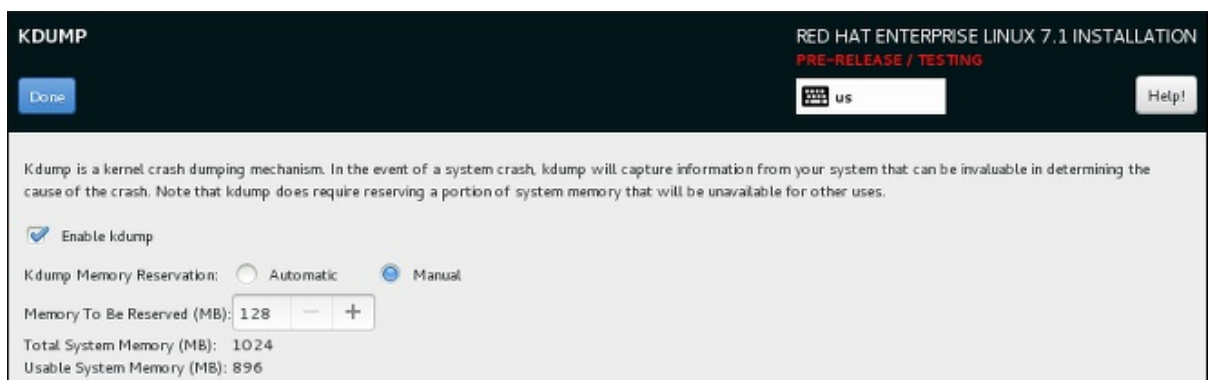 KDUMP
RED HAT ENTERPRISE LINUX 7.1 INSTALLATION
PRE-RELEASE / TESTING
Done
us
Help!
Kdump is a kernel crash dumping mechanism. In the event of a system crash, kdump will capture information from your system that can be invaluable in determining the
cause of the crash. Note that kdump does require reserving a portion of system memory that will be unavailable for other uses.
Enable kdump
Kdump Memory Reservation: Automatic Manual
Memory To Be Reserved (MB): 128 − +
Total System Memory (MB): 1024
Usable System Memory (MB): 896